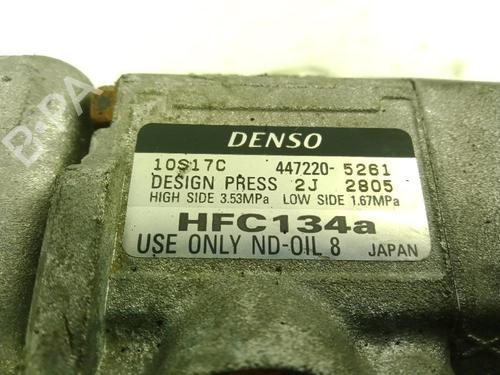 B-PA
DENSO
10S17C 447220-5261
DESIGN PRESS 2J 2805
HIGH SIDE 3.53MPa LOW SIDE 1.67MPa
HFC134a
USE ONLY ND-OIL 8 JAPAN